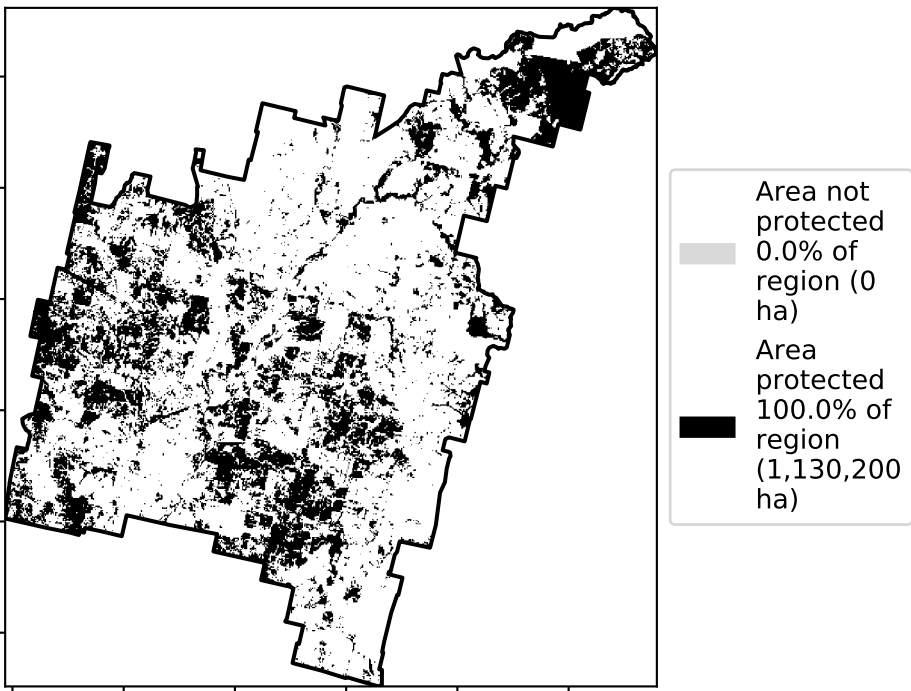 Area not
protected
0.0% of
region (0
ha)
Area
protected
100.0% of
region
(1,130,200
ha)